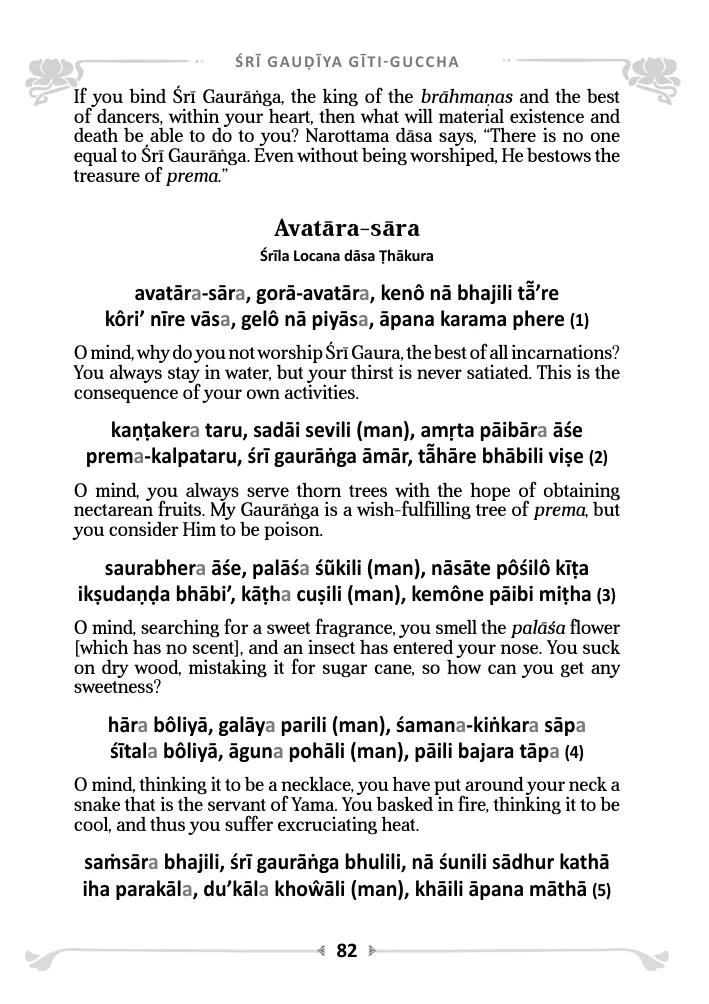 ŚRĪ GAUḌĪYA GĪTI-GUCCHA
If you bind Śrī Gaurāṅga, the king of the brāhmaṇas and the best
of dancers, within your heart, then what will material existence and
death be able to do to you? Narottama dāsa says, “There is no one
equal to Śrī Gaurāṅga. Even without being worshiped, He bestows the
treasure of prema.”
Avatāra-sāra
Śrīla Locana dāsa Ṭhākura
avatāra-sāra, gorā-avatāra, kenô nā bhajili tā̃’re
kôri’ nīre vāsa, gelô nā piyāsa, āpana karama phere (1)
O mind, why do you not worship Śrī Gaura, the best of all incarnations?
You always stay in water, but your thirst is never satiated. This is the
consequence of your own activities.
kaṇṭakera taru, sadāi sevili (man), amṛta pāibāra āśe
prema-kalpataru, śrī gaurāṅga āmār, tā̃hāre bhābili viṣe (2)
O mind, you always serve thorn trees with the hope of obtaining
nectarean fruits. My Gaurāṅga is a wish-fulfilling tree of prema, but
you consider Him to be poison.
saurabhera āśe, palāśa śũkili (man), nāsāte pôśilô kīṭa
ikṣudaṇḍa bhābi’, kāṭha cuṣili (man), kemône pāibi miṭha (3)
O mind, searching for a sweet fragrance, you smell the palāśa flower
[which has no scent], and an insect has entered your nose. You suck
on dry wood, mistaking it for sugar cane, so how can you get any
sweetness?
hāra bôliyā, galāya parili (man), śamana-kiṅkara sāpa
śītala bôliyā, āguna pohāli (man), pāili bajara tāpa (4)
O mind, thinking it to be a necklace, you have put around your neck a
snake that is the servant of Yama. You basked in fire, thinking it to be
cool, and thus you suffer excruciating heat.
saṁsāra bhajili, śrī gaurāṅga bhulili, nā śunili sādhur kathā
iha parakāla, du’kāla khoŵāli (man), khāili āpana māthā (5)
82